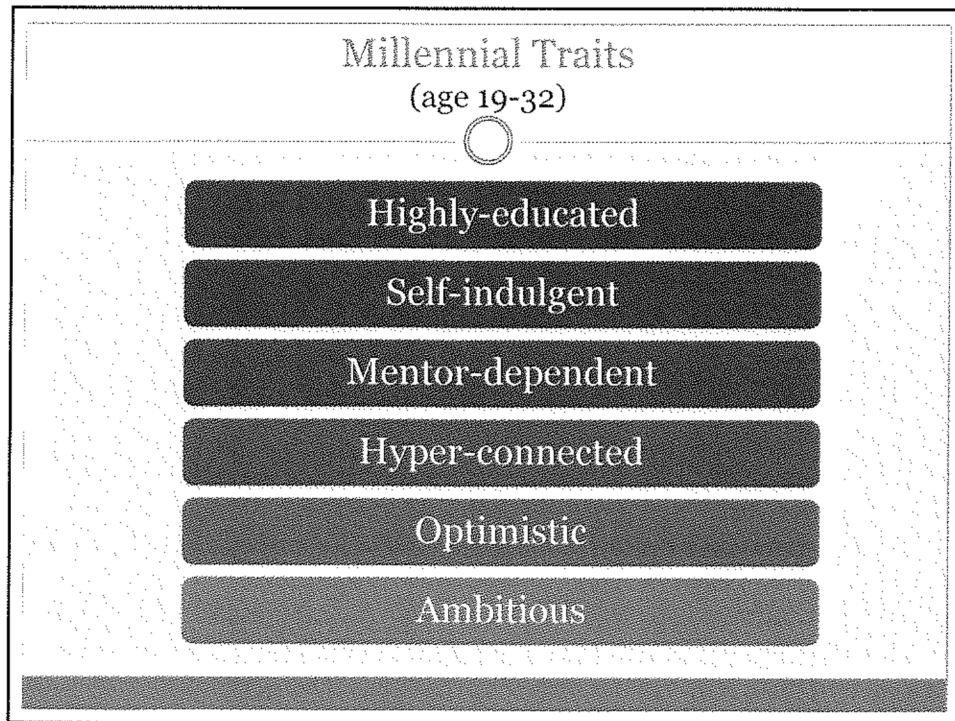 Millennial Traits
(age 19-32)
Highly-educated
Self-indulgent
Mentor-dependent
Hyper-connected
Optimistic
Ambitious